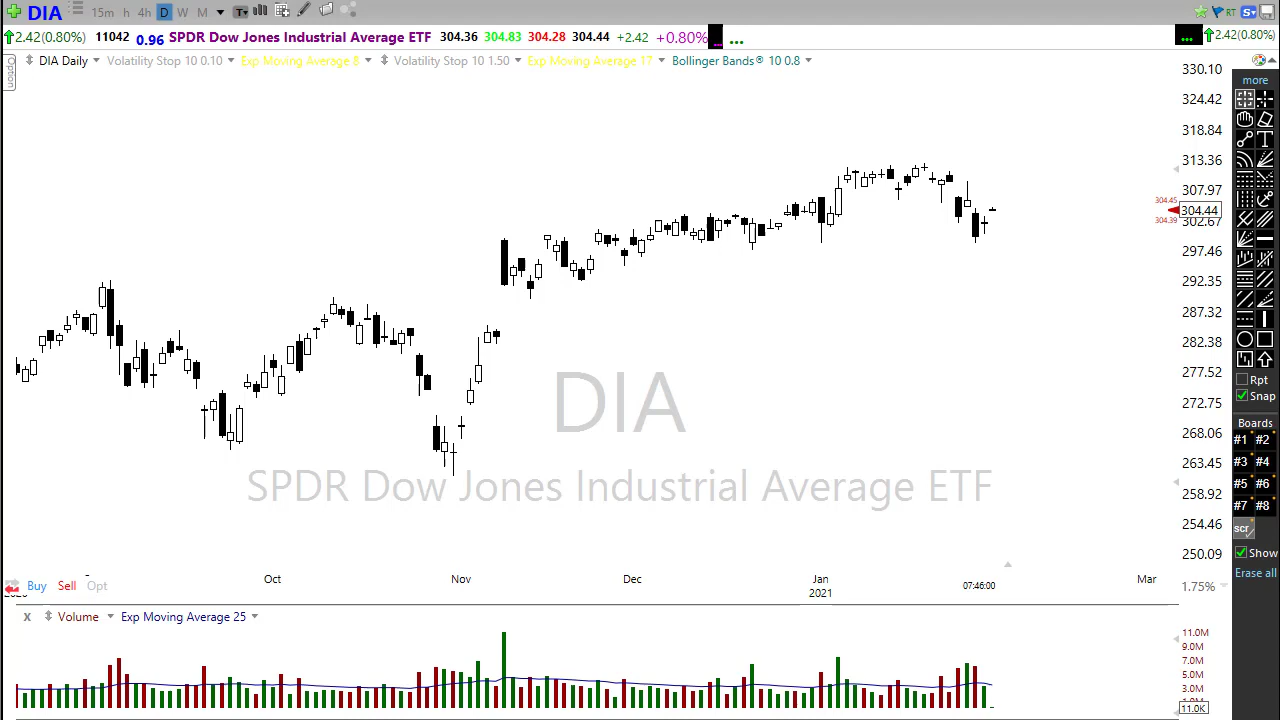 DIA 15m h 4h D W M T RT S
2.42(0.80%) 11042 0.96 SPDR Dow Jones Industrial Average ETF 304.36 304.83 304.28 304.44 +2.42 +0.80% ... ... 2.42(0.80%)
Option
DIA Daily Volatility Stop 10 0.10 Exp Moving Average 8 Volatility Stop 10 1.50 Exp Moving Average 17 Bollinger Bands® 10 0.8
330.10
more
324.42
318.84
313.36
307.97
304.45
304.44
304.39
302.67
297.46
292.35
287.32
282.38
277.52
Rpt
Snap
272.75
Boards
268.06
#1 #2
263.45
#3 #4
258.92
#5 #6
#7 #8
254.46
scr
250.09
Show
Erase all
DIA
SPDR Dow Jones Industrial Average ETF
Oct Nov Dec Jan Mar
2021
07:46:00
1.75%
Buy Sell Opt
X Volume Exp Moving Average 25
11.0M
9.0M
7.0M
5.0M
3.0M
11.0K